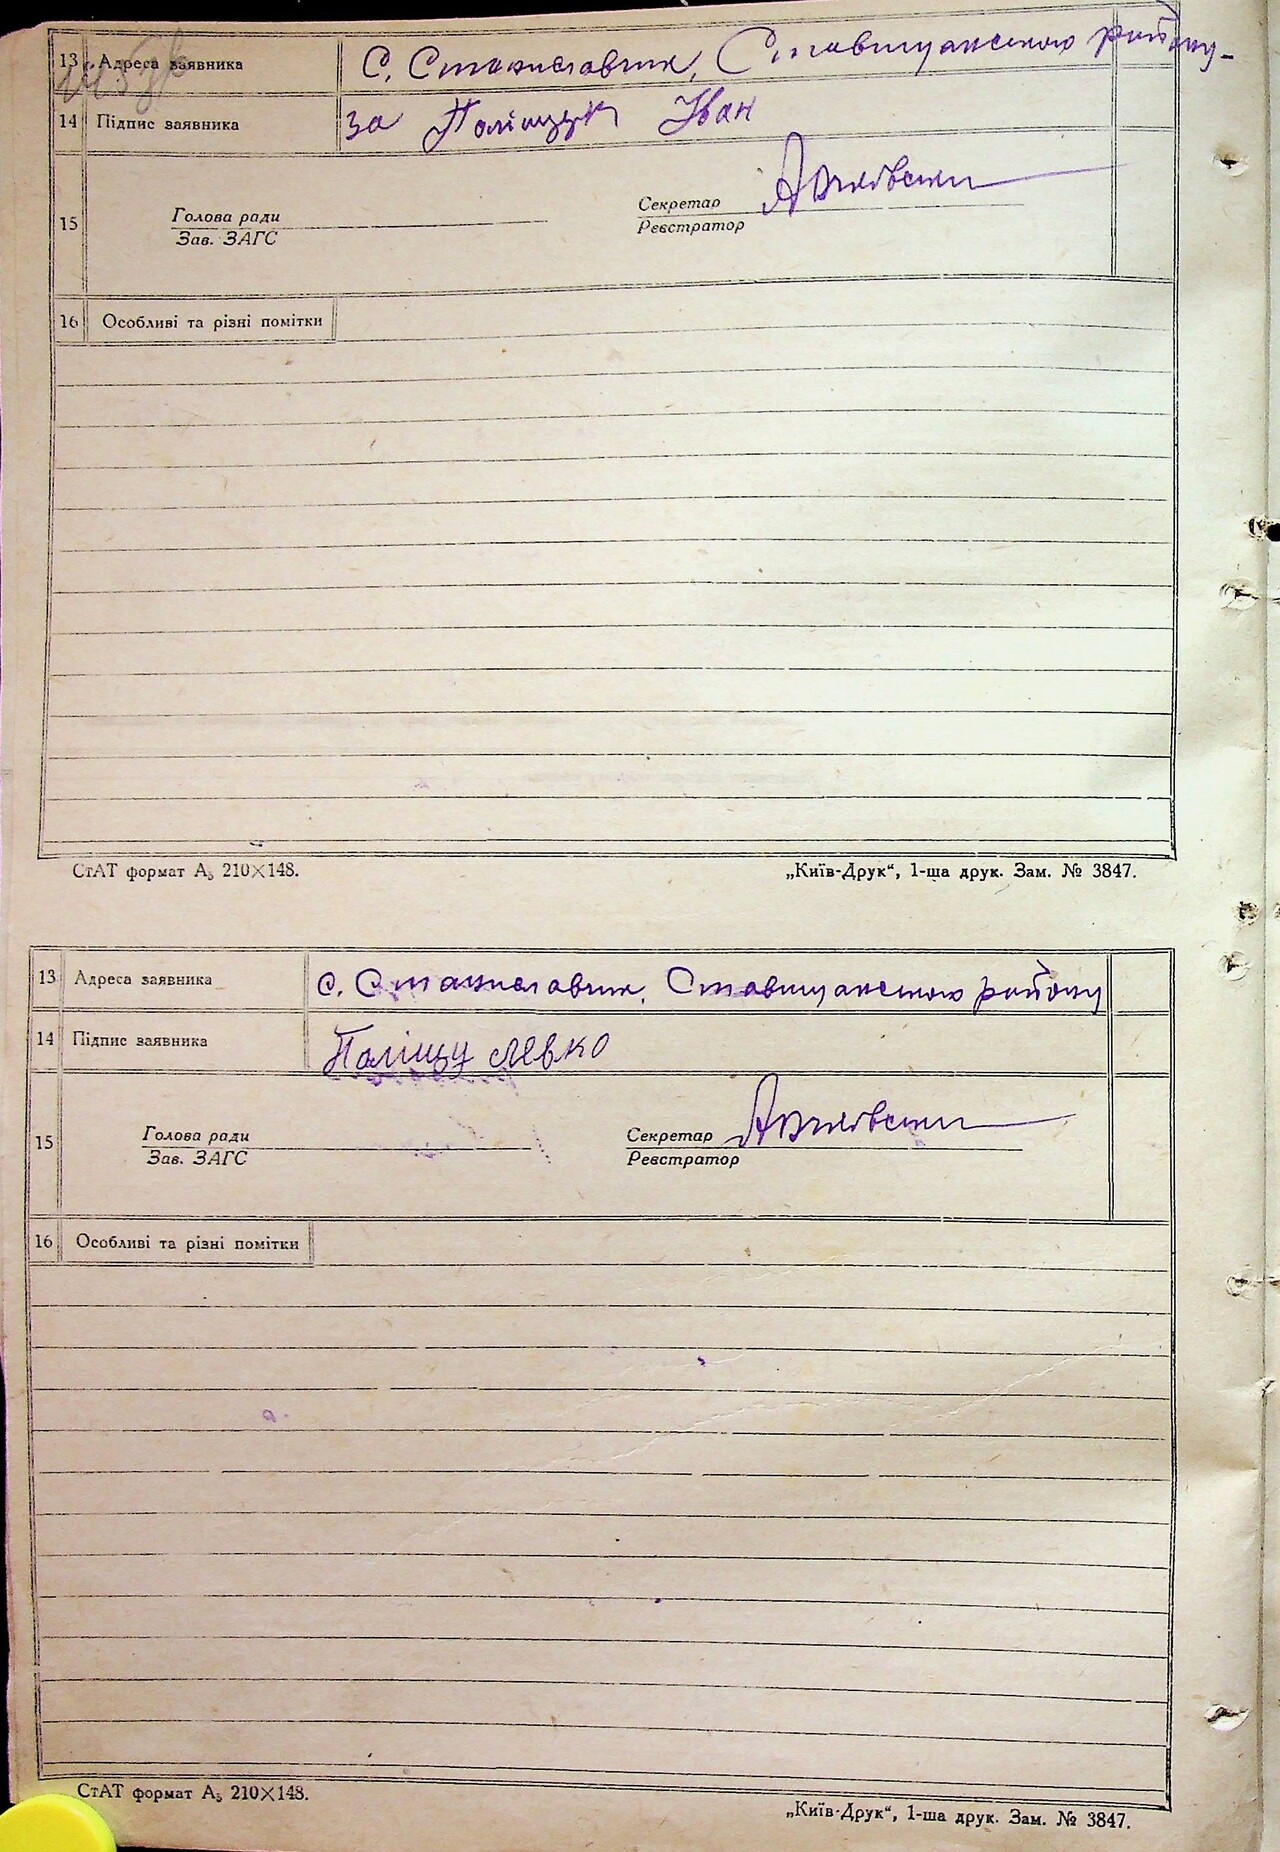 13 Адреса заявника с. Станиславчик, Ставищанського району
14 Підпис заявника за Поліщук Іван
15 Голова ради Секретар
Зав. ЗАГС Реєстратор
16 Особливі та різні помітки
СтАТ формат А₅ 210×148. „Київ-Друк“, 1-ша друк. Зам. № 3847.
13 Адреса заявника с. Станиславчик, Ставищанського району
14 Підпис заявника Поліщу Левко
15 Голова ради Секретар
Зав. ЗАГС Реєстратор
16 Особливі та різні помітки
СтАТ формат А₅ 210×148.
„Київ-Друк“, 1-ша друк. Зам. № 3847.